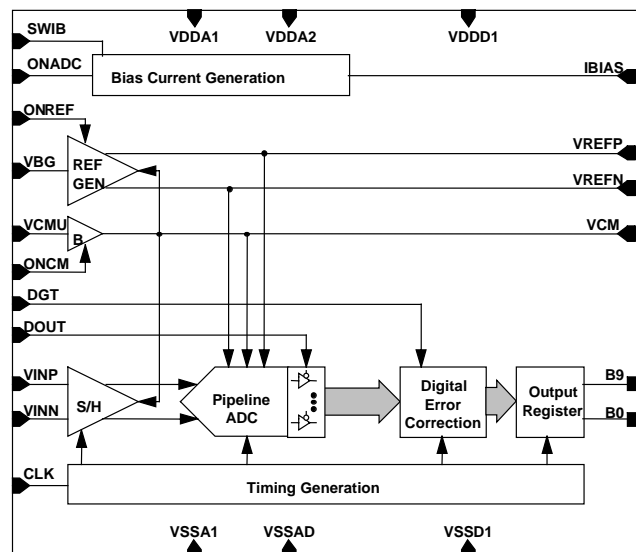 SWIB
VDDA1
VDDA2
VDDD1
ONADC
Bias Current Generation
IBIAS
ONREF
VBG
REF
GEN
VREFP
VREFN
VCMU
B
VCM
ONCM
DGT
DOUT
VINP
VINN
S/H
Pipeline
ADC
Digital
Error
Correction
Output
Register
B9
B0
CLK
Timing Generation
VSSA1
VSSAD
VSSD1